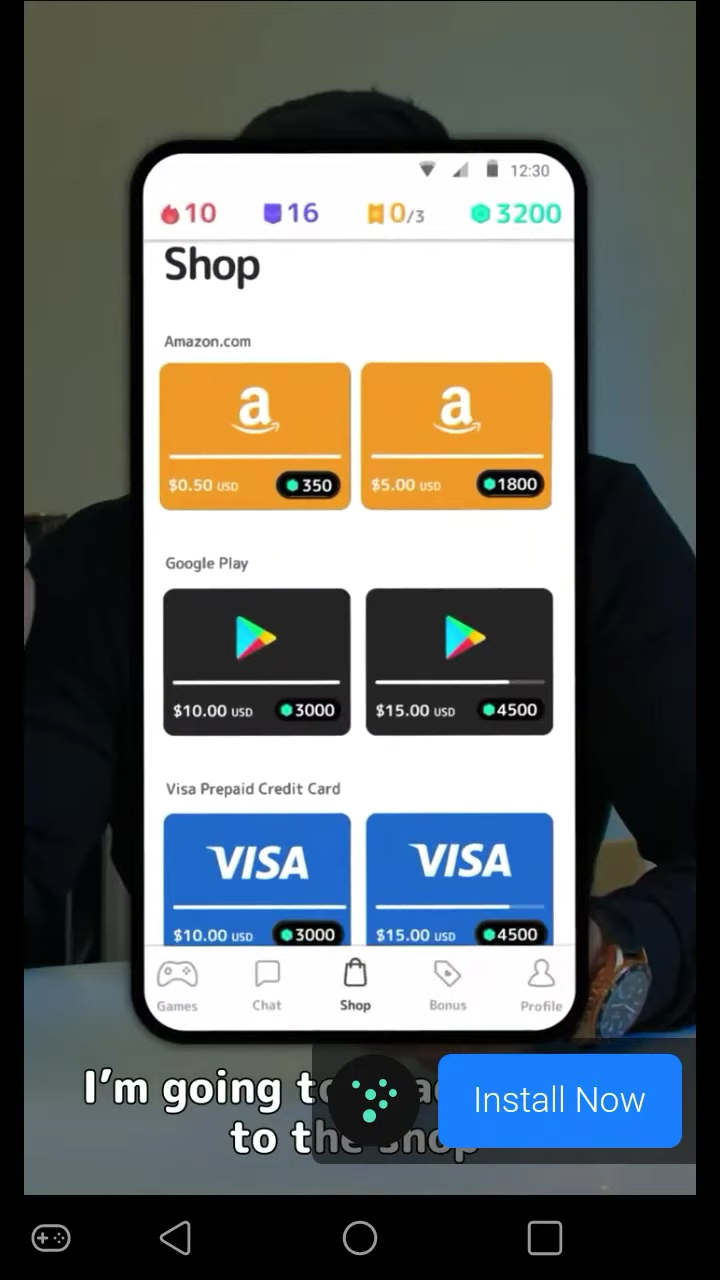 12:30
10 16 0/3 3200
Shop
Amazon.com
a a
$0.50 USD 350 $5.00 USD 1800
Google Play
$10.00 USD 3000 $15.00 USD 4500
Visa Prepaid Credit Card
VISA VISA
$10.00 USD 3000 $15.00 USD 4500
Games Chat Shop Bonus Profile
I'm going to
Install Now
to the shop